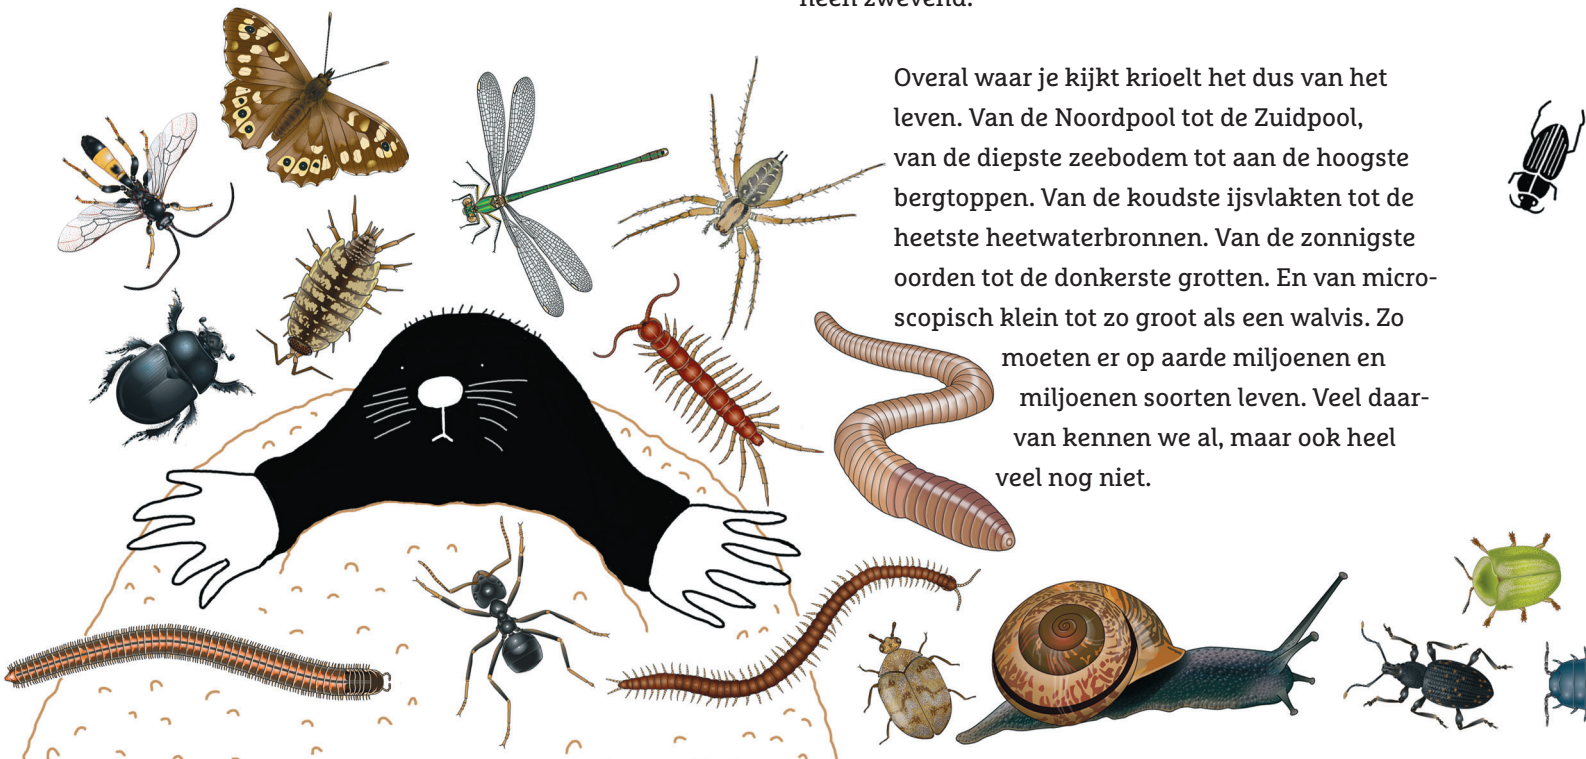 heen zwevend.
Overal waar je kijkt krioelt het dus van het
leven. Van de Noordpool tot de Zuidpool,
van de diepste zeebodem tot aan de hoogste
bergtoppen. Van de koudste ijsvlakten tot de
heetste heetwaterbronnen. Van de zonnigste
oorden tot de donkerste grotten. En van micro-
scopisch klein tot zo groot als een walvis. Zo
moeten er op aarde miljoenen en
miljoenen soorten leven. Veel daar-
van kennen we al, maar ook heel
veel nog niet.